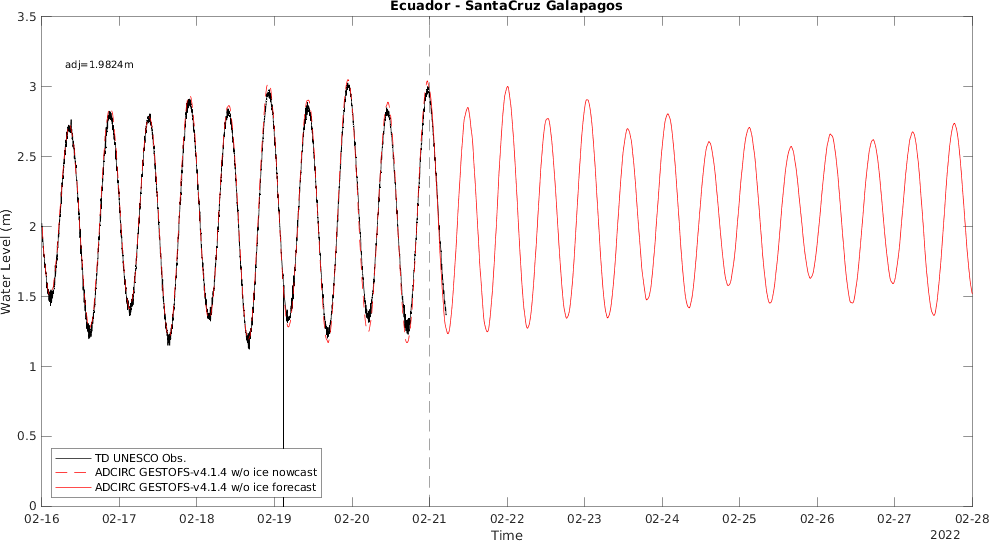 Ecuador - SantaCruz Galapagos
3.5
adj=1.9824m
3
2.5
2
1.5
1
0.5
0
Water Level (m)
TD UNESCO Obs.
ADCIRC GESTOFS-v4.1.4 w/o ice nowcast
ADCIRC GESTOFS-v4.1.4 w/o ice forecast
02-16 02-17 02-18 02-19 02-20 02-21 02-22 02-23 02-24 02-25 02-26 02-27 02-28
Time
2022